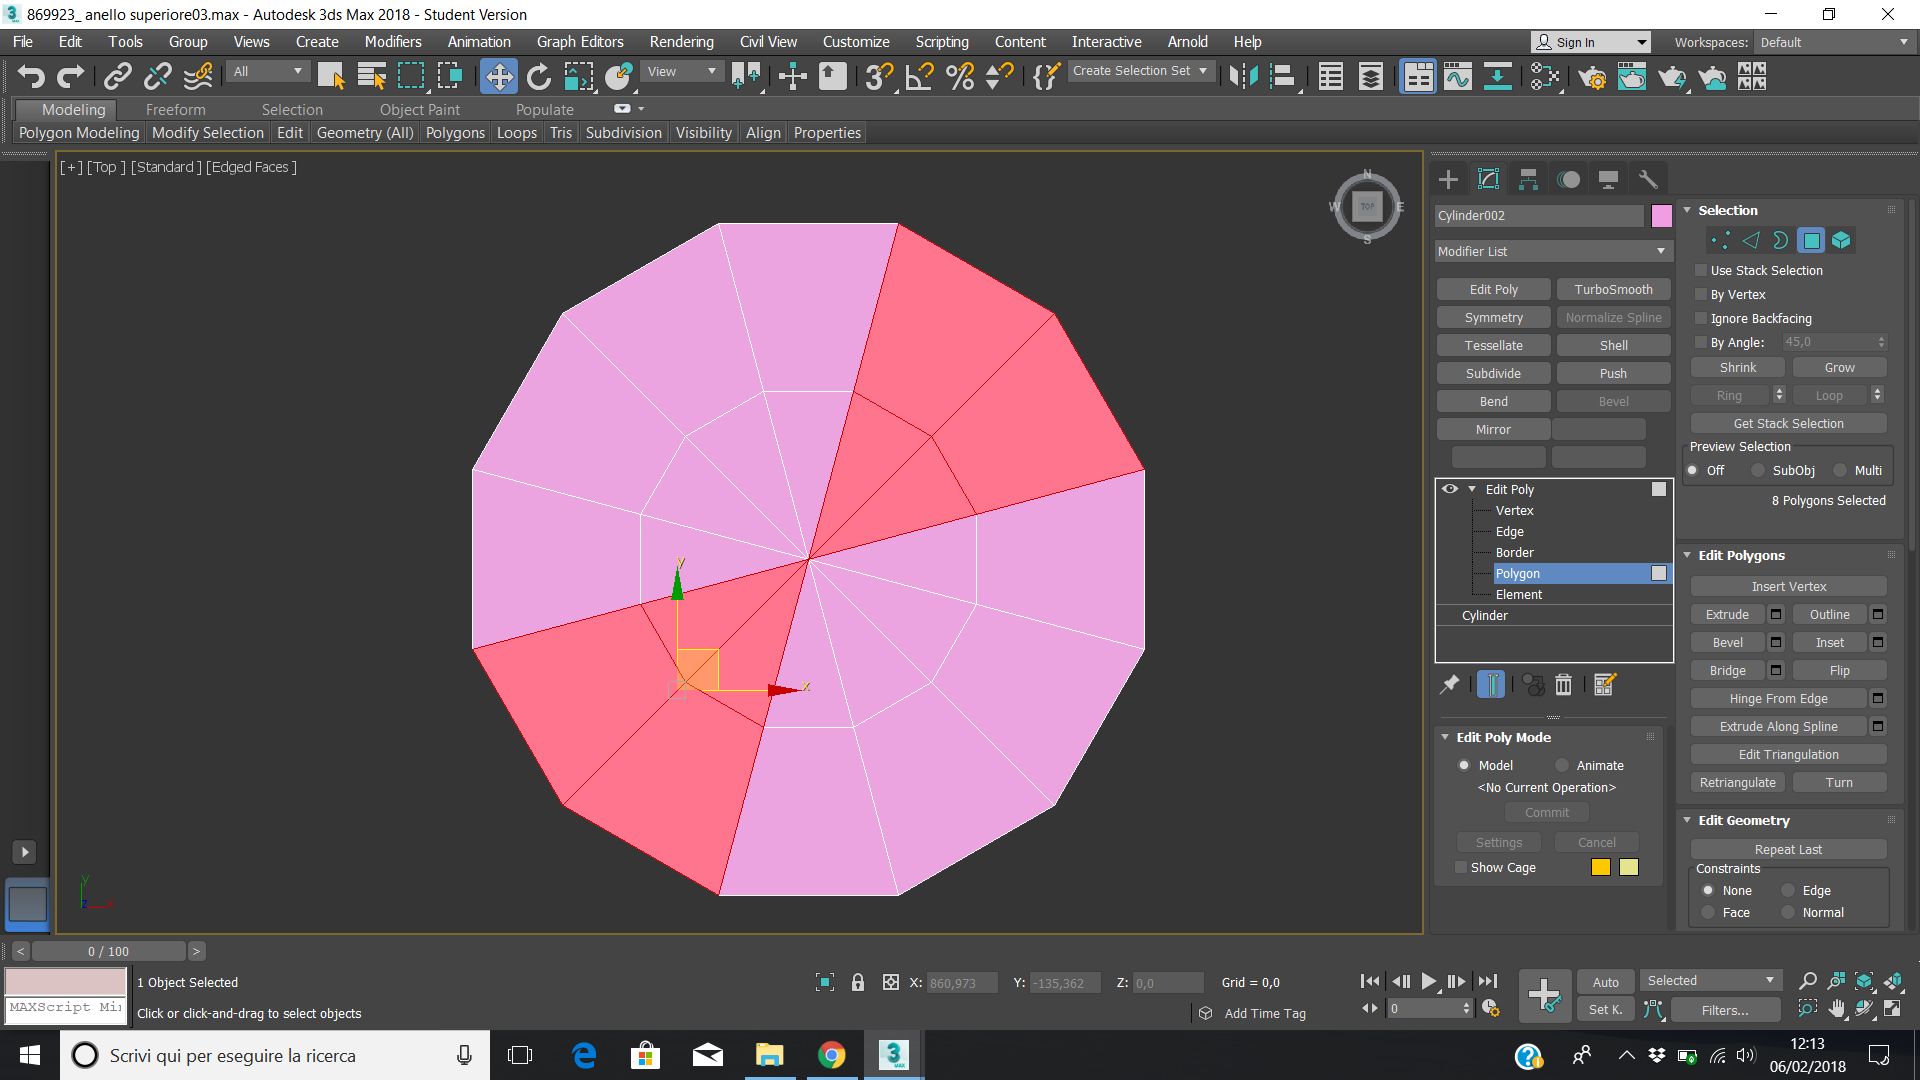 869923_ anello superiore03.max - Autodesk 3ds Max 2018 - Student Version
File Edit Tools Group Views Create Modifiers Animation Graph Editors Rendering Civil View Customize Scripting Content Interactive Arnold Help
Sign In
Workspaces: Default
All
View
Create Selection Set
Modeling Freeform Selection Object Paint Populate
Polygon Modeling Modify Selection Edit Geometry (All) Polygons Loops Tris Subdivision Visibility Align Properties
[+] [Top ] [Standard ] [Edged Faces ]
N
W TOP E
S
y
x
y
z x
Cylinder002
Modifier List
Edit Poly TurboSmooth
Symmetry Normalize Spline
Tessellate Shell
Subdivide Push
Bend Bevel
Mirror
Edit Poly
Vertex
Edge
Border
Polygon
Element
Cylinder
Edit Poly Mode
Model Animate
<No Current Operation>
Commit
Settings Cancel
Show Cage
Selection
Use Stack Selection
By Vertex
Ignore Backfacing
By Angle: 45,0
Shrink Grow
Ring Loop
Get Stack Selection
Preview Selection
Off SubObj Multi
8 Polygons Selected
Edit Polygons
Insert Vertex
Extrude Outline
Bevel Inset
Bridge Flip
Hinge From Edge
Extrude Along Spline
Edit Triangulation
Retriangulate Turn
Edit Geometry
Repeat Last
Constraints
None Edge
Face Normal
< 0 / 100 >
MAXScript Mi
1 Object Selected
Click or click-and-drag to select objects
X: 860,973 Y: -135,362 Z: 0,0 Grid = 0,0
Add Time Tag
0
Auto Selected
Set K. Filters...
Scrivi qui per eseguire la ricerca
3
MAX
12:13
06/02/2018